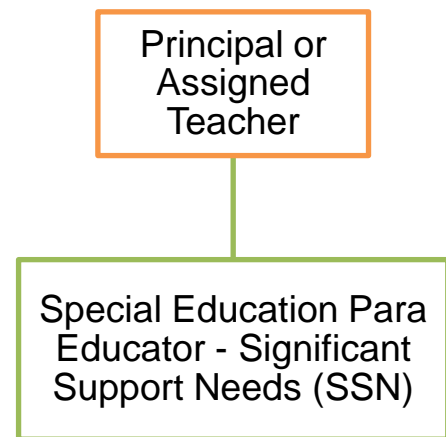 Principal or
Assigned
Teacher
Special Education Para
Educator - Significant
Support Needs (SSN)